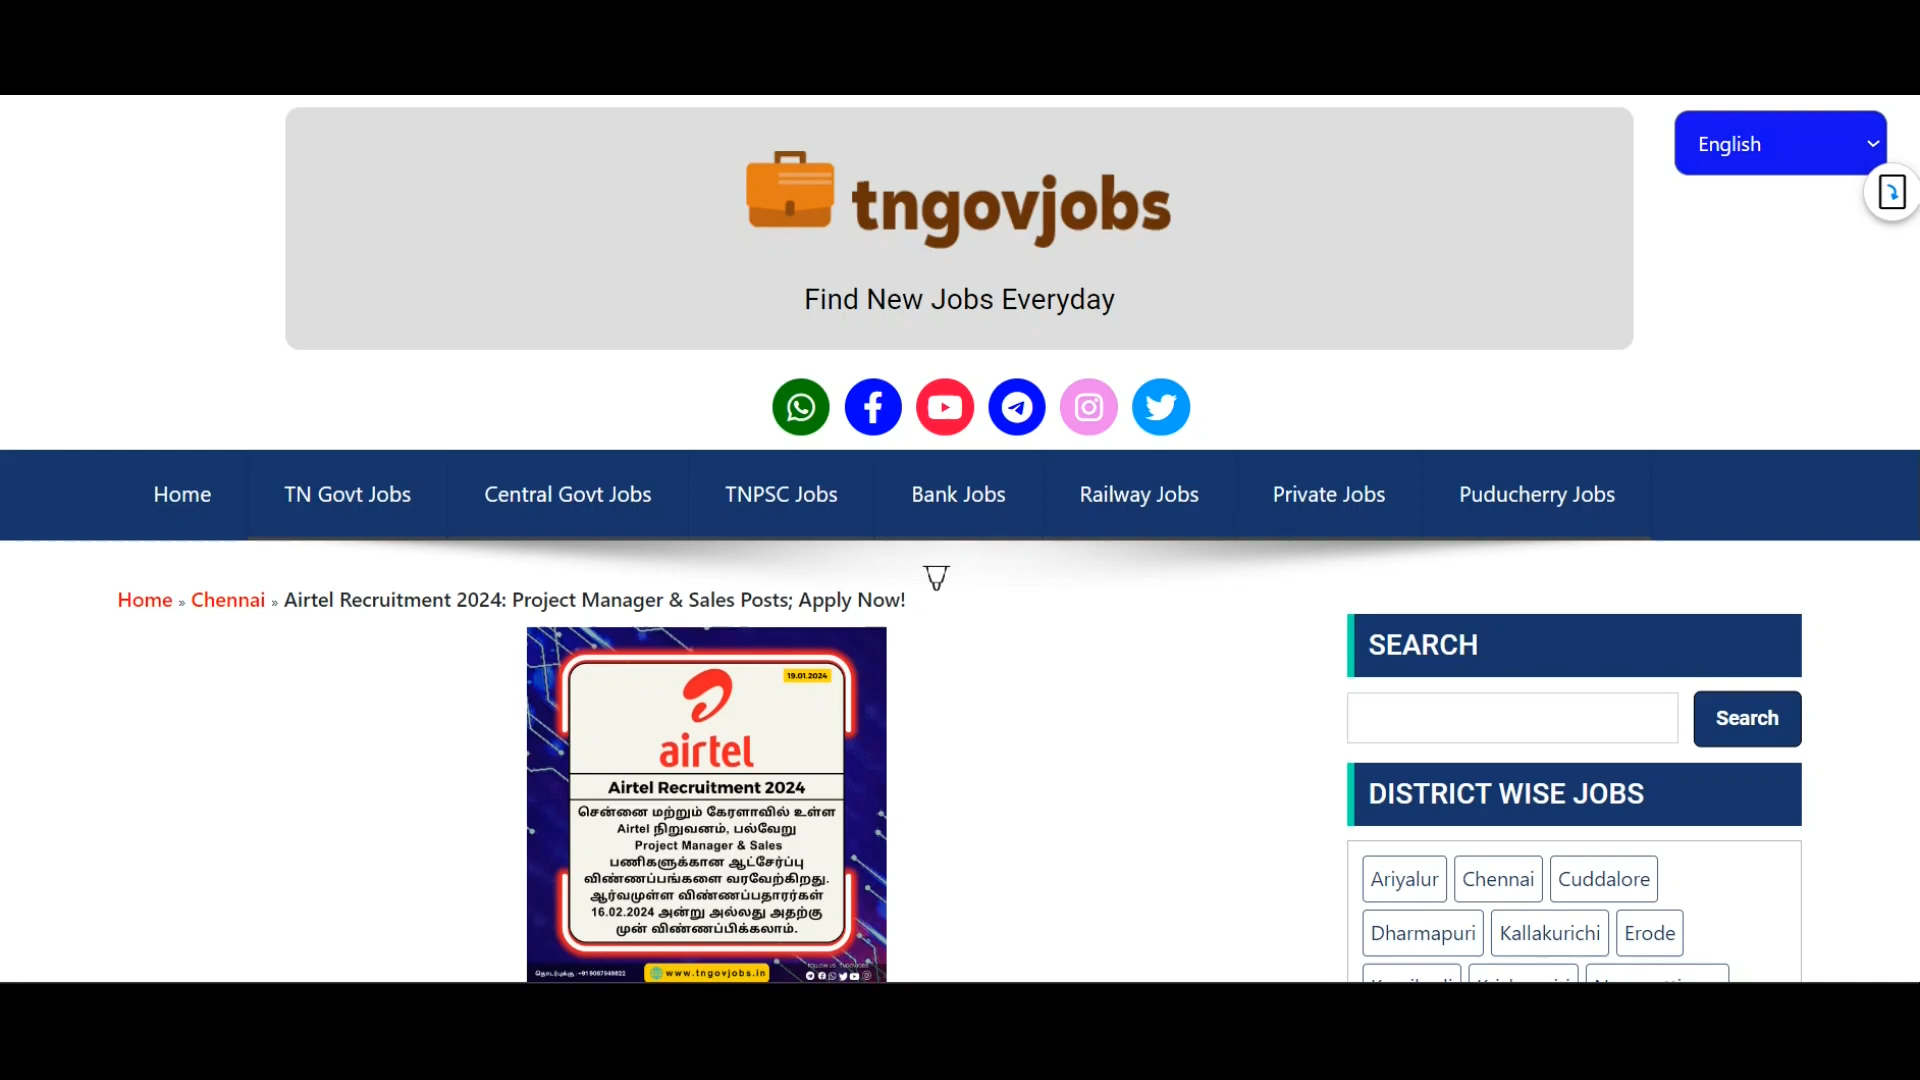 English
tngovjobs
Find New Jobs Everyday
Home
TN Govt Jobs
Central Govt Jobs
TNPSC Jobs
Bank Jobs
Railway Jobs
Private Jobs
Puducherry Jobs
Home » Chennai » Airtel Recruitment 2024: Project Manager & Sales Posts; Apply Now!
19.01.2024
airtel
Airtel Recruitment 2024
சென்னை மற்றும் கேரளாவில் உள்ள
Airtel நிறுவனம், பல்வேறு
Project Manager & Sales
பணிகளுக்கான ஆட்சேர்ப்பு
விண்ணப்பங்களை வரவேற்கிறது.
ஆர்வமுள்ள விண்ணப்பதாரர்கள்
16.02.2024 அன்று அல்லது அதற்கு
முன் விண்ணப்பிக்கலாம்.
www.tngovjobs.in
SEARCH
Search
DISTRICT WISE JOBS
Ariyalur Chennai Cuddalore
Dharmapuri Kallakurichi Erode